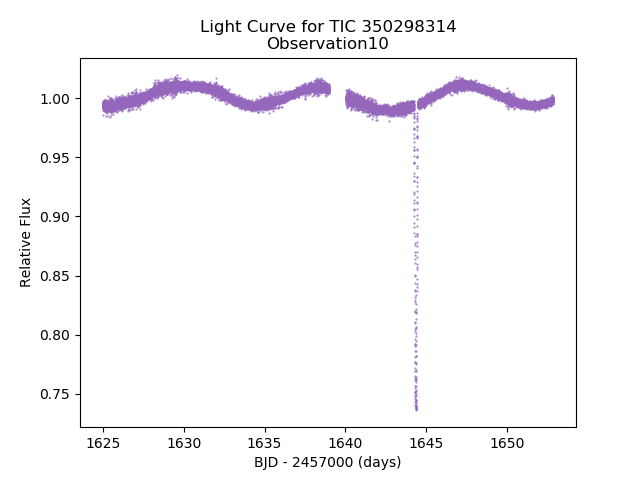 Light Curve for TIC 350298314
Observation10
1.00
0.95
0.90
0.85
0.80
0.75
Relative Flux
1625 1630 1635 1640 1645 1650
BJD - 2457000 (days)